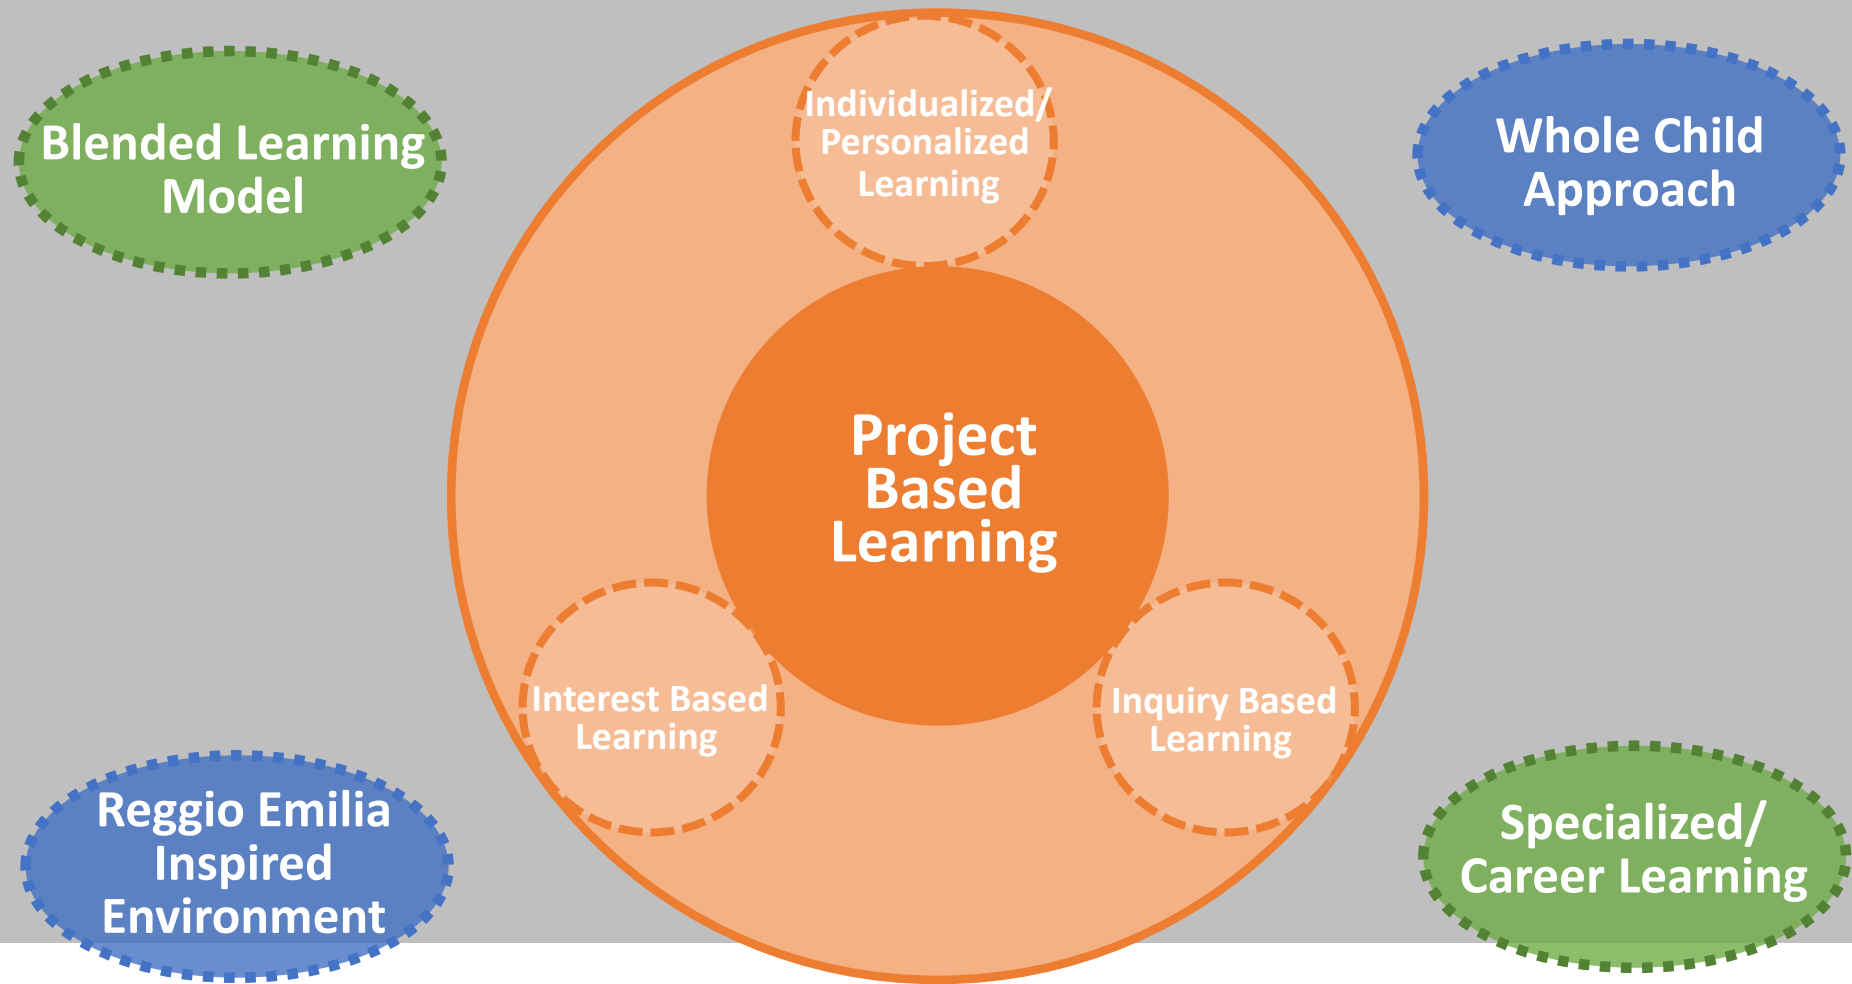 Individualized/
Personalized
Learning
Blended Learning
Model
Whole Child
Approach
Project
Based
Learning
Interest Based
Learning
Inquiry Based
Learning
Reggio Emilia
Inspired
Environment
Specialized/
Career Learning